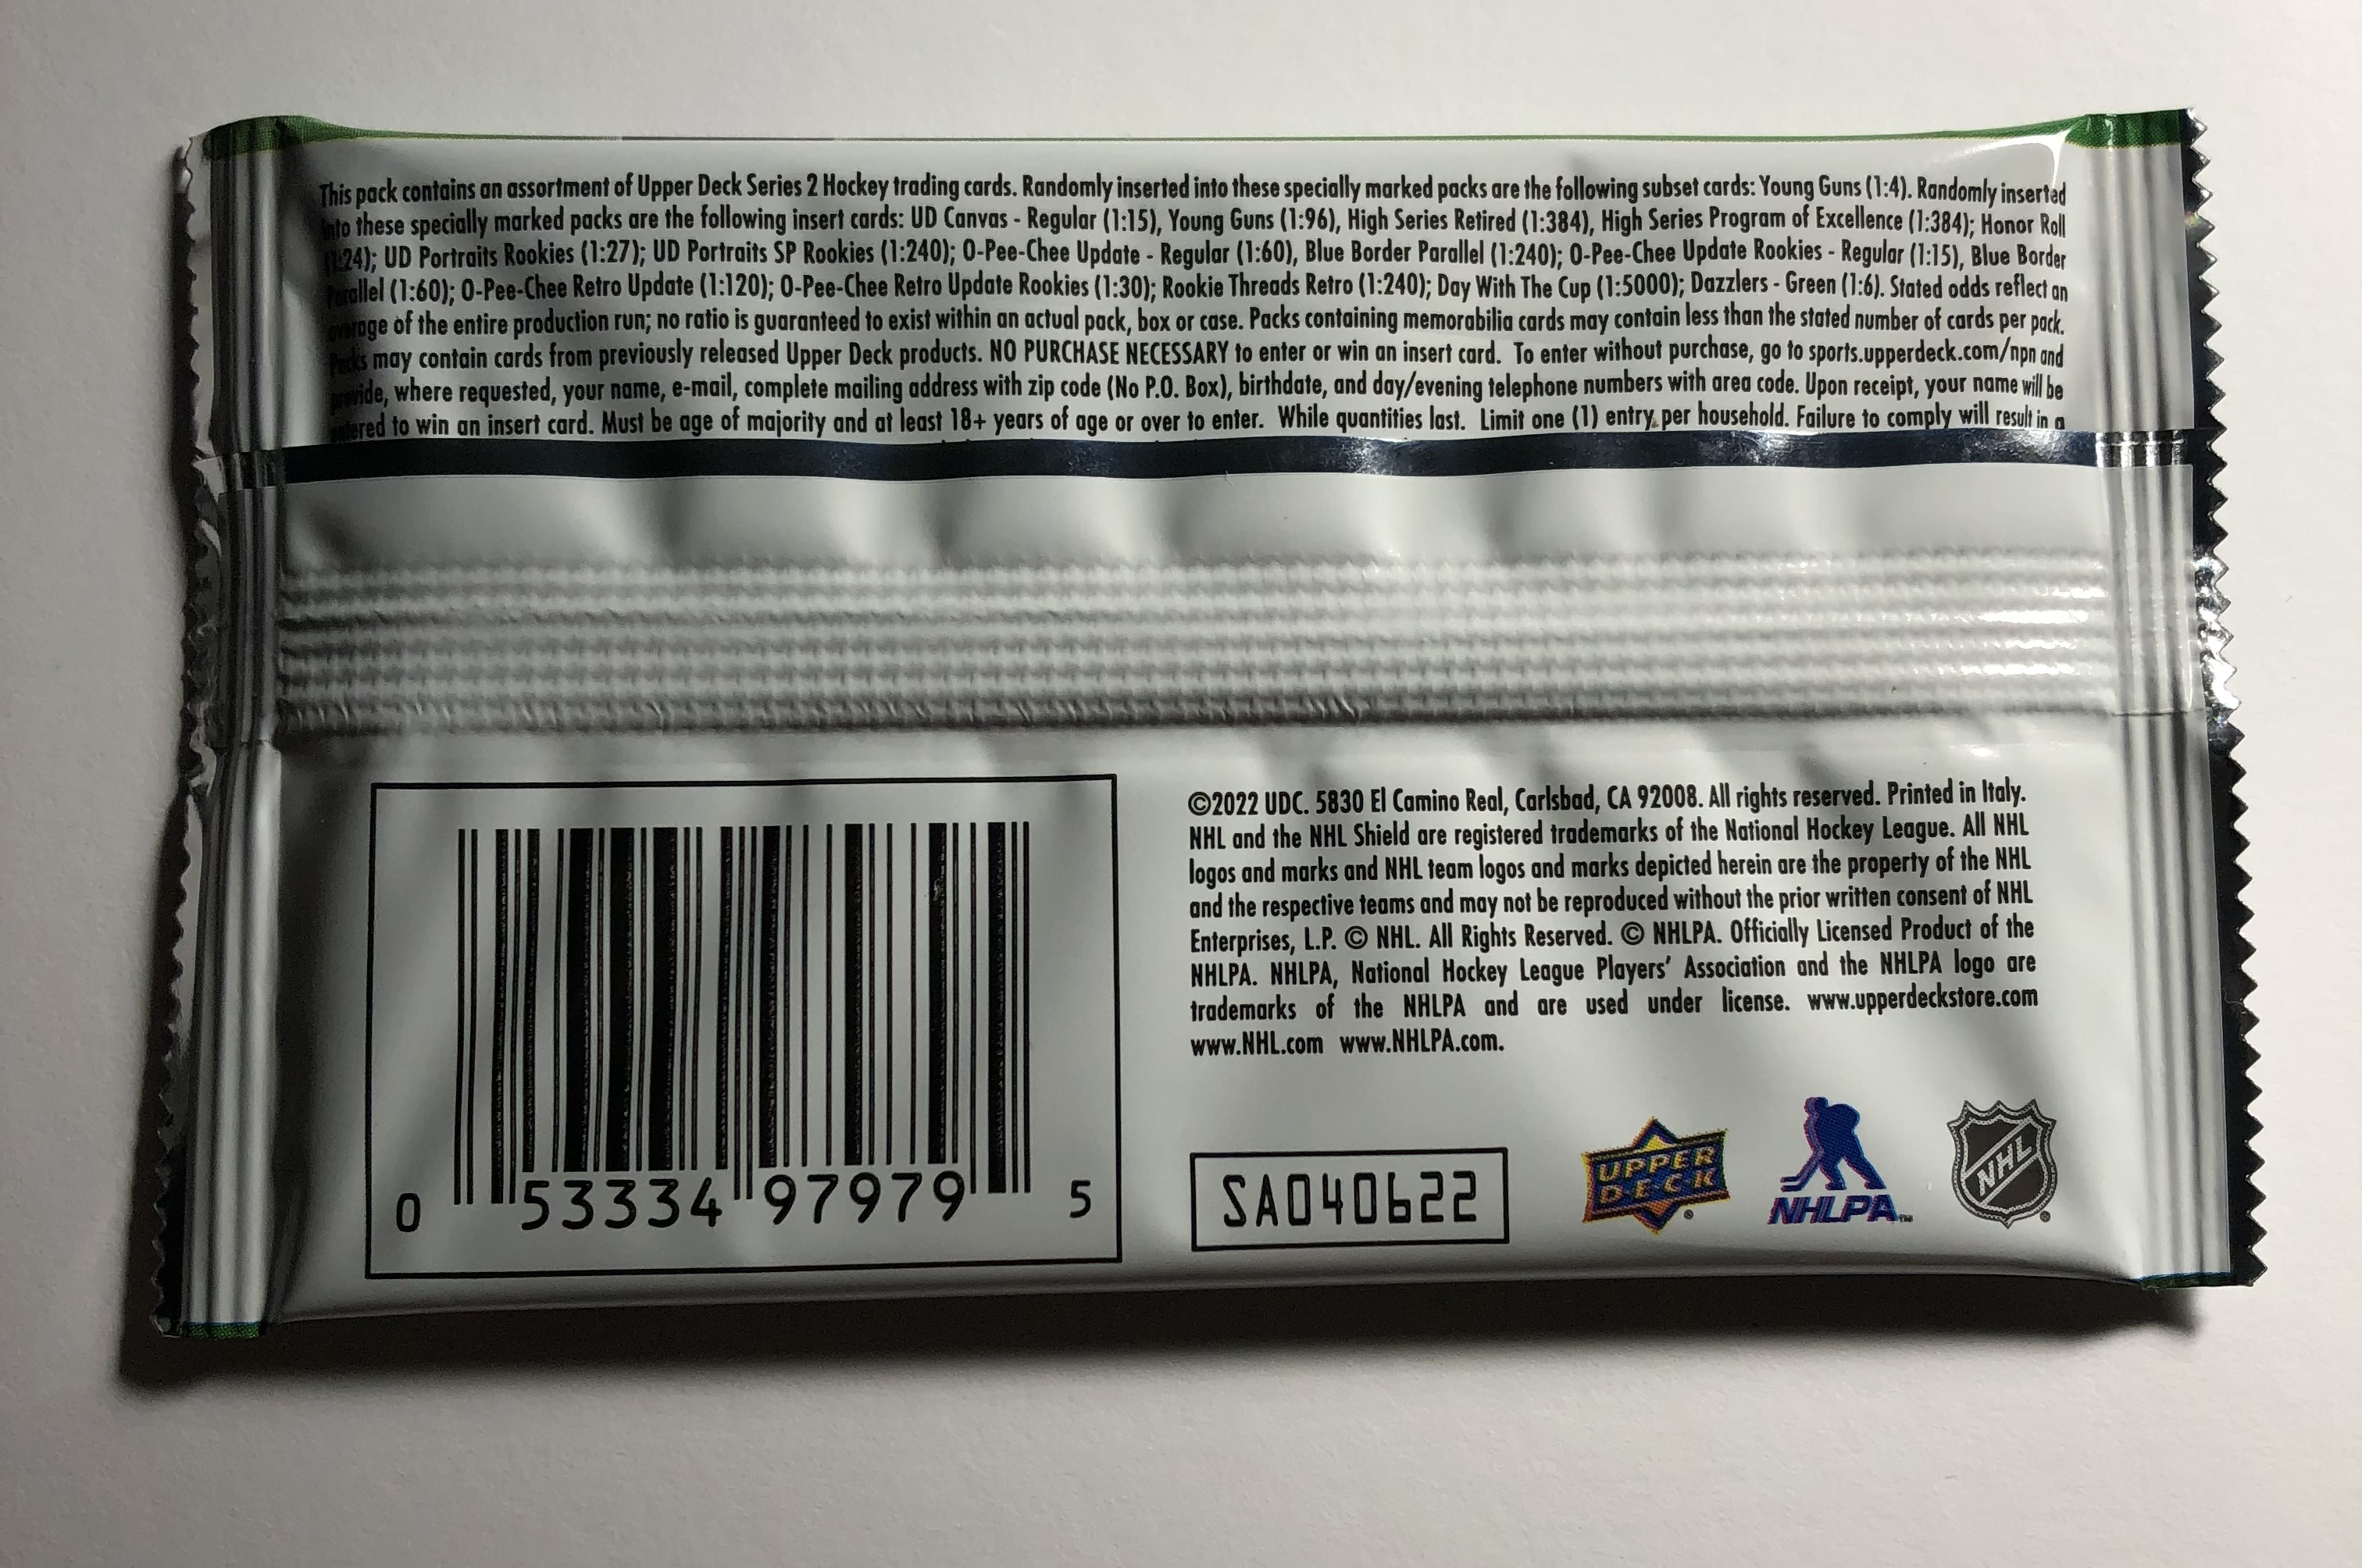 This pack contains an assortment of Upper Deck Series 2 Hockey trading cards. Randomly inserted into these specially marked packs are the following subset cards: Young Guns (1:4). Randomly inserted
into these specially marked packs are the following insert cards: UD Canvas - Regular (1:15), Young Guns (1:96), High Series Retired (1:384), High Series Program of Excellence (1:384); Honor Roll
(1:24); UD Portraits Rookies (1:27); UD Portraits SP Rookies (1:240); O-Pee-Chee Update - Regular (1:60), Blue Border Parallel (1:240); O-Pee-Chee Update Rookies - Regular (1:15), Blue Border
Parallel (1:60); O-Pee-Chee Retro Update (1:120); O-Pee-Chee Retro Update Rookies (1:30); Rookie Threads Retro (1:240); Day With The Cup (1:5000); Dazzlers - Green (1:6). Stated odds reflect an
average of the entire production run; no ratio is guaranteed to exist within an actual pack, box or case. Packs containing memorabilia cards may contain less than the stated number of cards per pack.
Packs may contain cards from previously released Upper Deck products. NO PURCHASE NECESSARY to enter or win an insert card. To enter without purchase, go to sports.upperdeck.com/npn and
provide, where requested, your name, e-mail, complete mailing address with zip code (No P.O. Box), birthdate, and day/evening telephone numbers with area code. Upon receipt, your name will be
entered to win an insert card. Must be age of majority and at least 18+ years of age or over to enter. While quantities last. Limit one (1) entry per household. Failure to comply will result in a
©2022 UDC. 5830 El Camino Real, Carlsbad, CA 92008. All rights reserved. Printed in Italy.
NHL and the NHL Shield are registered trademarks of the National Hockey League. All NHL
logos and marks and NHL team logos and marks depicted herein are the property of the NHL
and the respective teams and may not be reproduced without the prior written consent of NHL
Enterprises, L.P. © NHL. All Rights Reserved. © NHLPA. Officially Licensed Product of the
NHLPA. NHLPA, National Hockey League Players' Association and the NHLPA logo are
trademarks of the NHLPA and are used under license. www.upperdeckstore.com
www.NHL.com www.NHLPA.com.
0 53334 97979 5
SA040622
UPPER
DECK®
NHLPA™
NHL®